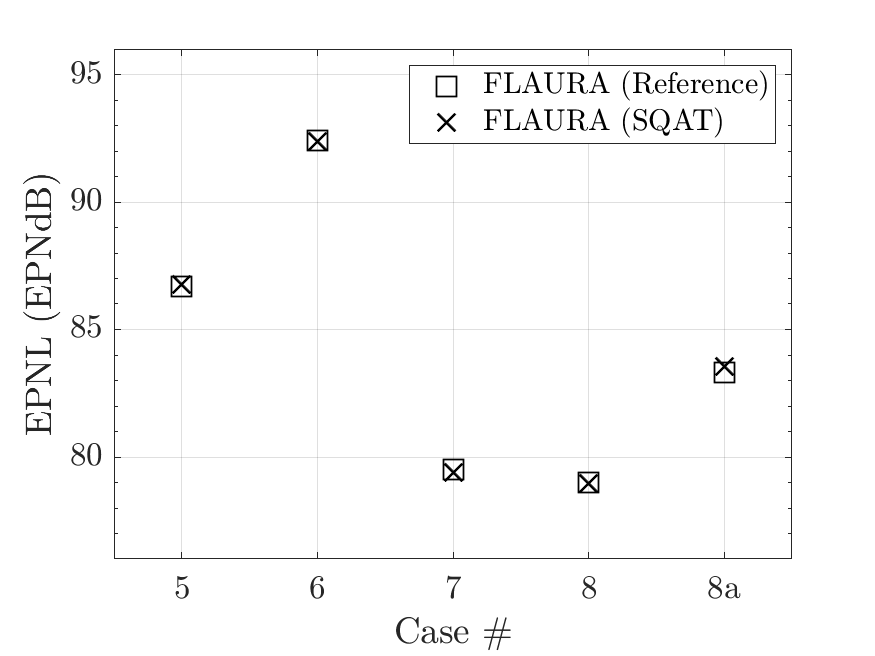 95
90
85
80
EPNL (EPNdB)
FLAURA (Reference)
FLAURA (SQAT)
5 6 7 8 8a
Case #